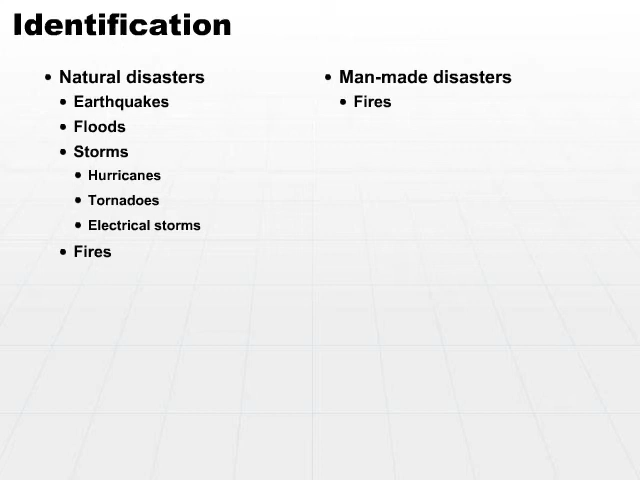 Identification
• Natural disasters
• Earthquakes
• Floods
• Storms
• Hurricanes
• Tornadoes
• Electrical storms
• Fires
• Man-made disasters
• Fires